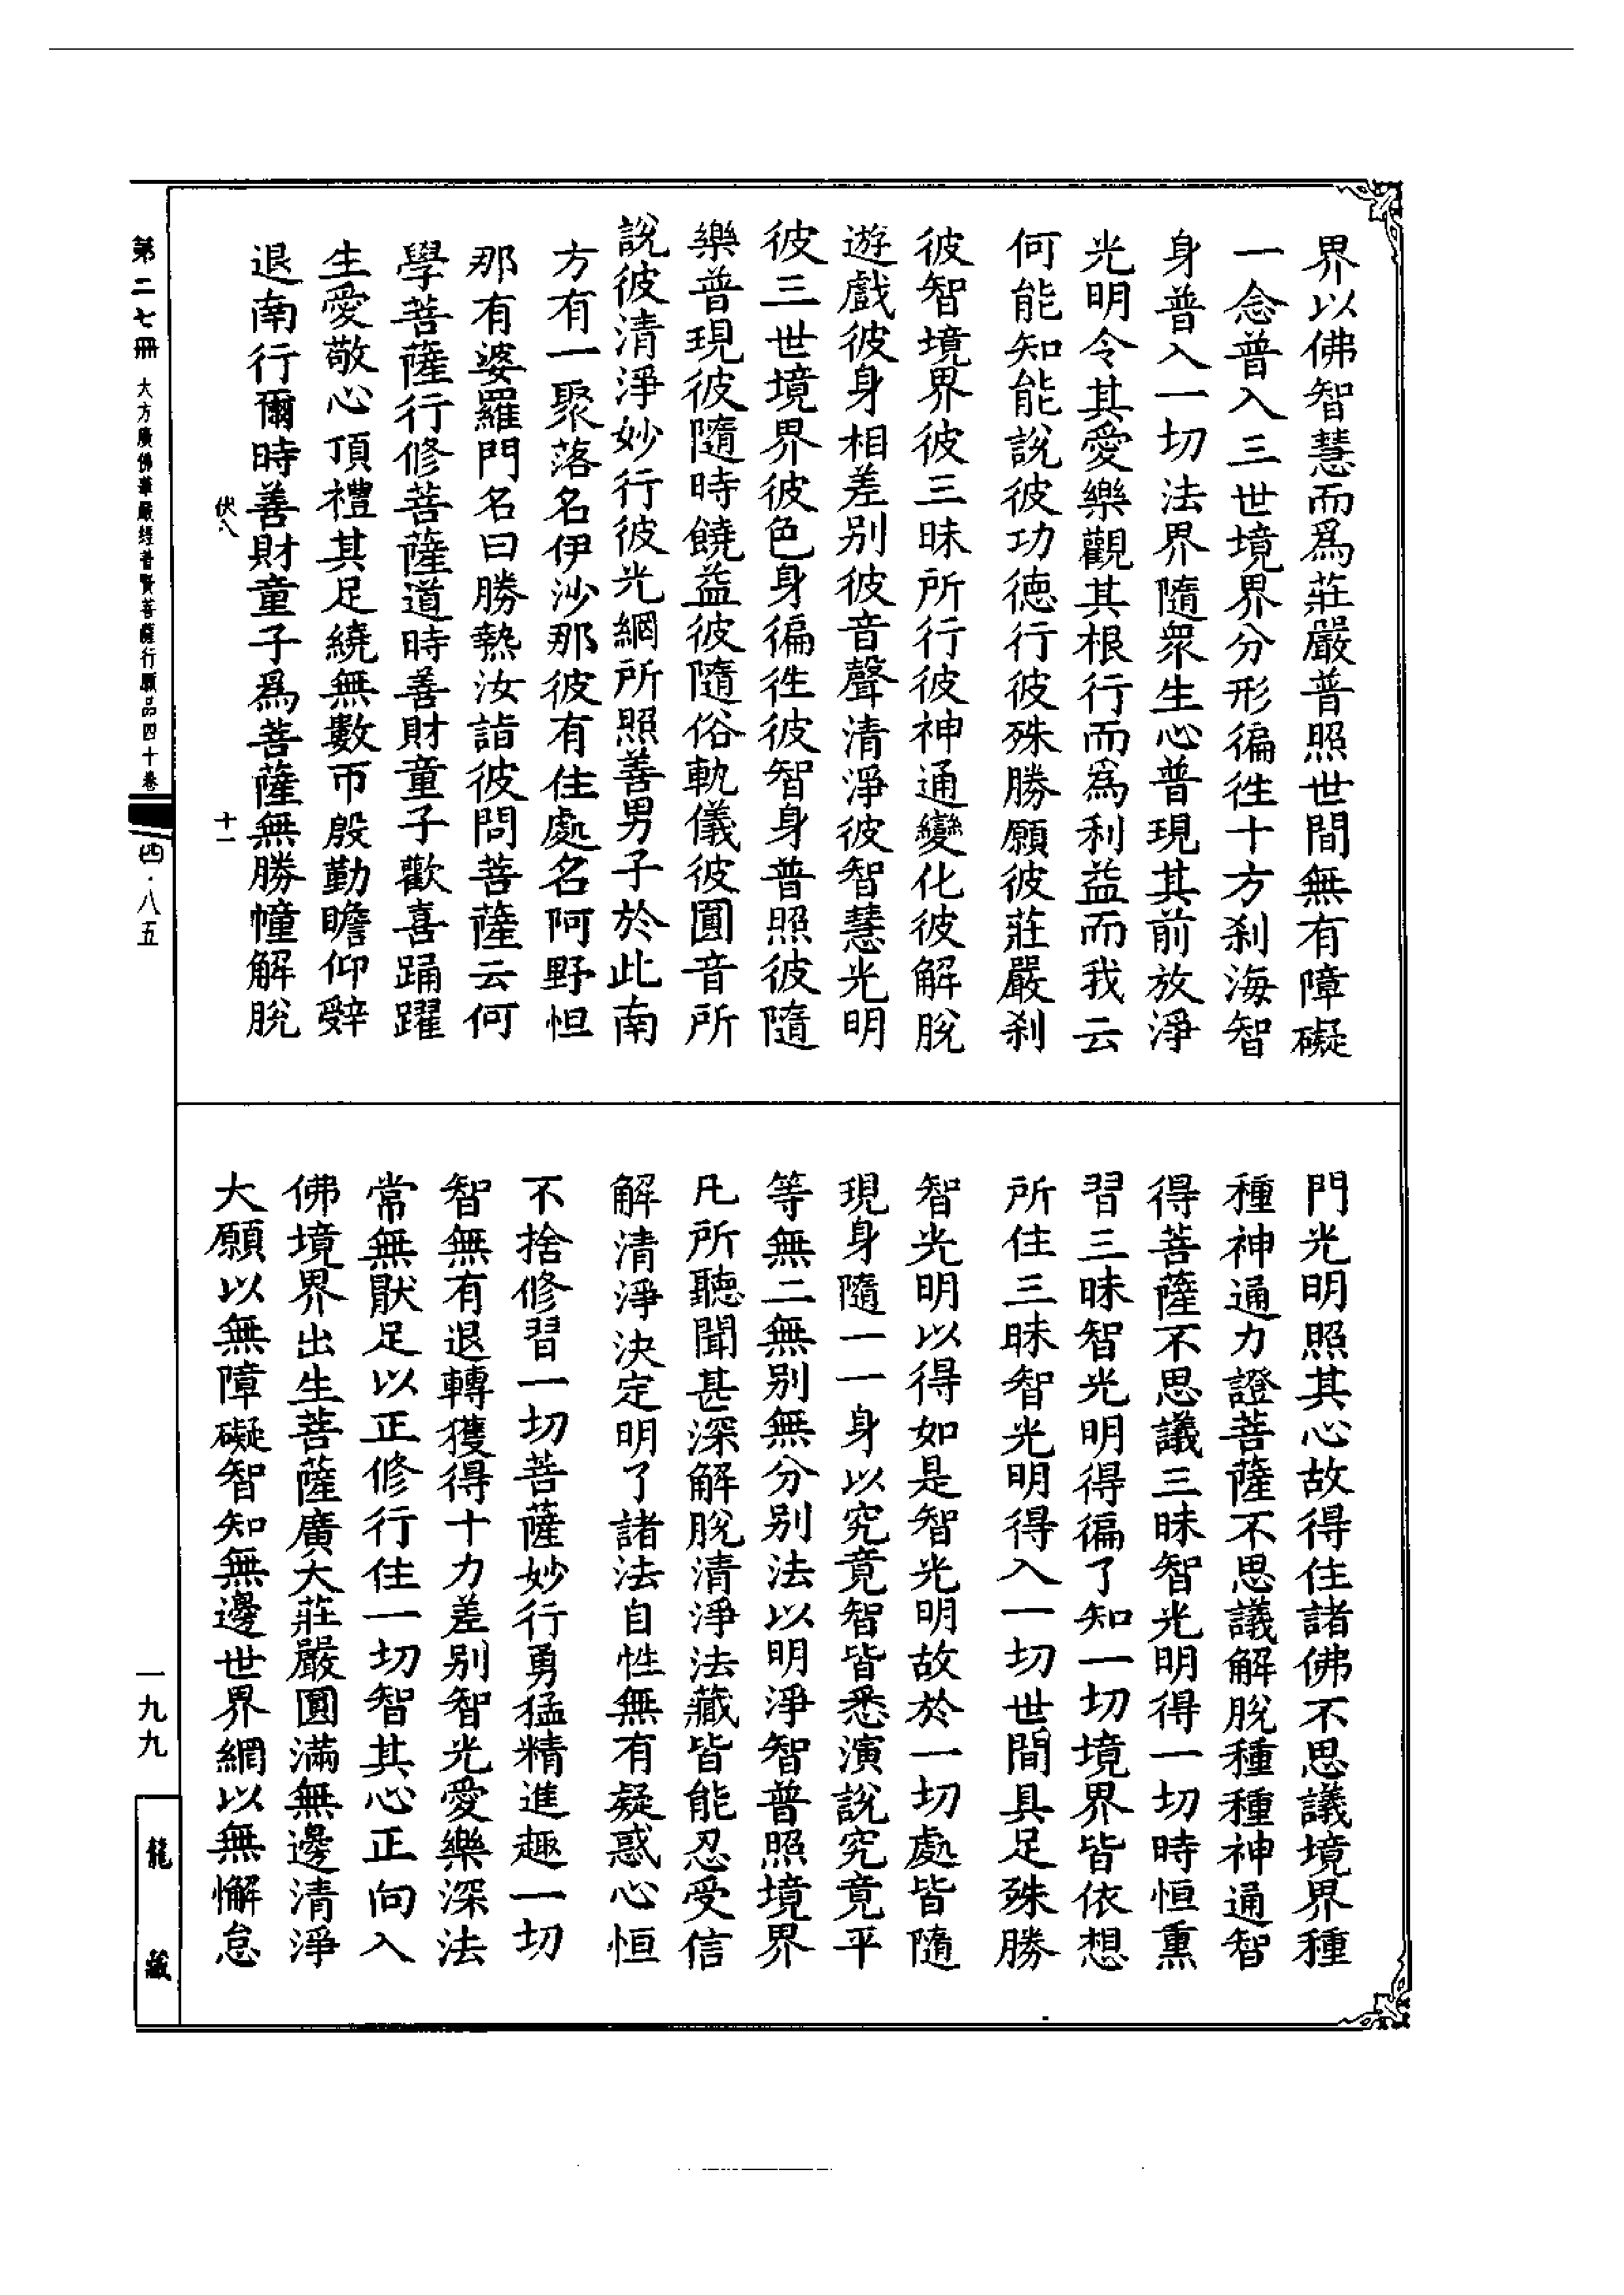 界以佛智慧而爲莊嚴普照世間無有障礙
一念普入三世境界分形徧往十方刹海智
身普入一切法界隨衆生心普現其前放淨
光明令其愛樂觀其根行而爲利益而我云
何能知能說彼功德行彼殊勝願彼莊嚴刹
彼智境界彼三昧所行彼神通變化彼解脫
遊戲彼身相差別彼音聲清淨彼智慧光明
彼三世境界彼色身徧往彼智身普照彼隨
樂普現彼隨時饒益彼隨俗軌儀彼圓音所
說彼清淨妙行彼光網所照善男子於此南
方有一聚落名伊沙那彼有住處名阿野怛
那有婆羅門名曰勝熱汝詣彼問菩薩云何
學菩薩行修菩薩道時善財童子歡喜踊躍
生愛敬心頂禮其足繞無數帀殷勤瞻仰辭
退南行爾時善財童子爲菩薩無勝幢解脫
伏八
十一
門光明照其心故得住諸佛不思議境界種
種神通力證菩薩不思議解脫種種神通智
得菩薩不思議三昧智光明得一切時恒熏
習三昧智光明得徧了知一切境界皆依想
所住三昧智光明得入一切世間具足殊勝
智光明以得如是智光明故於一切處皆隨
現身隨一一身以究竟智皆悉演說究竟平
等無二無別無分別法以明淨智普照境界
凡所聽聞甚深解脫清淨法藏皆能忍受信
解清淨決定明了諸法自性無有疑惑心恒
不捨修習一切菩薩妙行勇猛精進趣一切
智無有退轉獲得十力差別智光愛樂深法
常無厭足以正修行住一切智其心正向入
佛境界出生菩薩廣大莊嚴圓滿無邊清淨
大願以無障礙智知無邊世界網以無懈怠
第二七冊 大方廣佛華嚴經普賢菩薩行願品四十卷
四·八五
一九九
龍藏